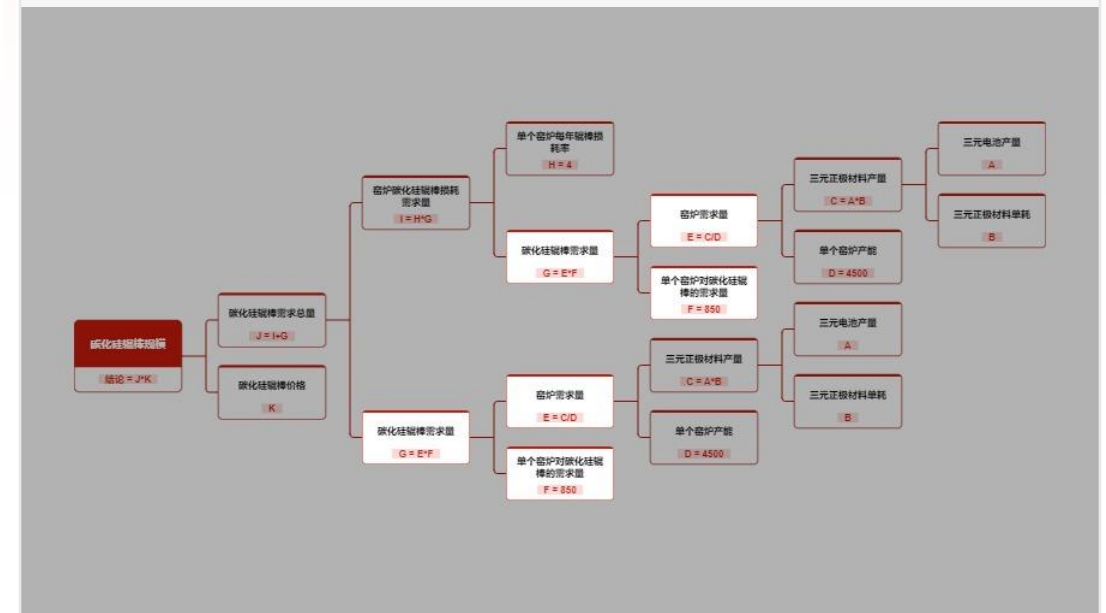 碳化硅辊棒规模
结论 = J*K
碳化硅辊棒需求总量
J = I+G
碳化硅辊棒价格
K
窑炉碳化硅辊棒损耗
需求量
I = H*G
碳化硅辊棒需求量
G = E*F
单个窑炉每年辊棒损
耗率
H = 4
碳化硅辊棒需求量
G = E*F
窑炉需求量
E = C/D
单个窑炉对碳化硅辊
棒的需求量
F = 850
窑炉需求量
E = C/D
单个窑炉对碳化硅辊
棒的需求量
F = 850
三元正极材料产量
C = A*B
单个窑炉产能
D = 4500
三元正极材料产量
C = A*B
单个窑炉产能
D = 4500
三元电池产量
A
三元正极材料单耗
B
三元电池产量
A
三元正极材料单耗
B